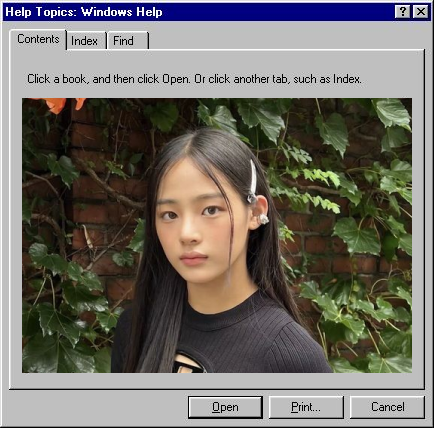 Help Topics: Windows Help
Contents Index Find
Click a book, and then click Open. Or click another tab, such as Index.
Open Print... Cancel